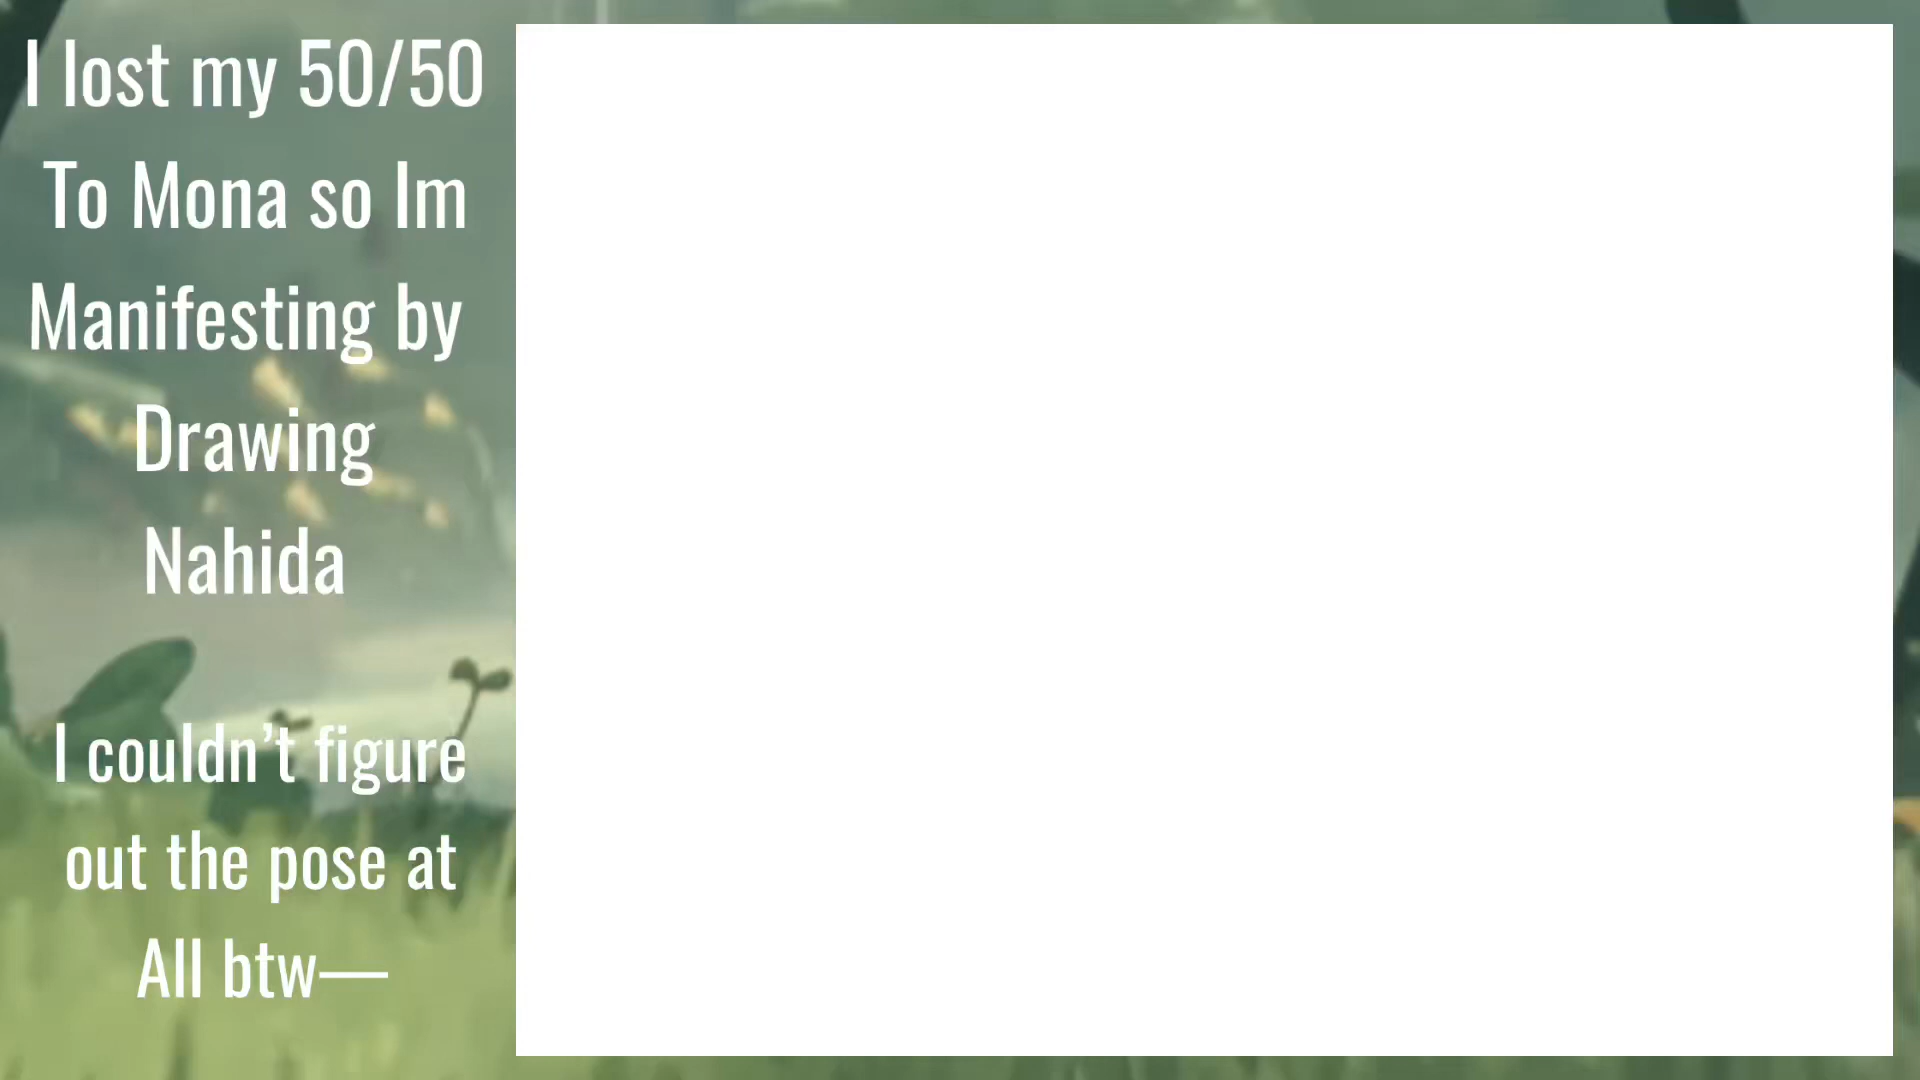 I lost my 50/50
To Mona so Im
Manifesting by
Drawing
Nahida
I couldn’t figure
out the pose at
All btw—